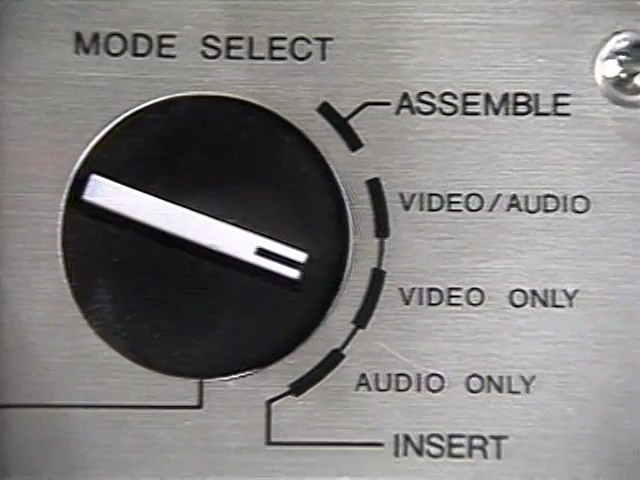 MODE SELECT
ASSEMBLE
VIDEO/AUDIO
VIDEO ONLY
AUDIO ONLY
INSERT